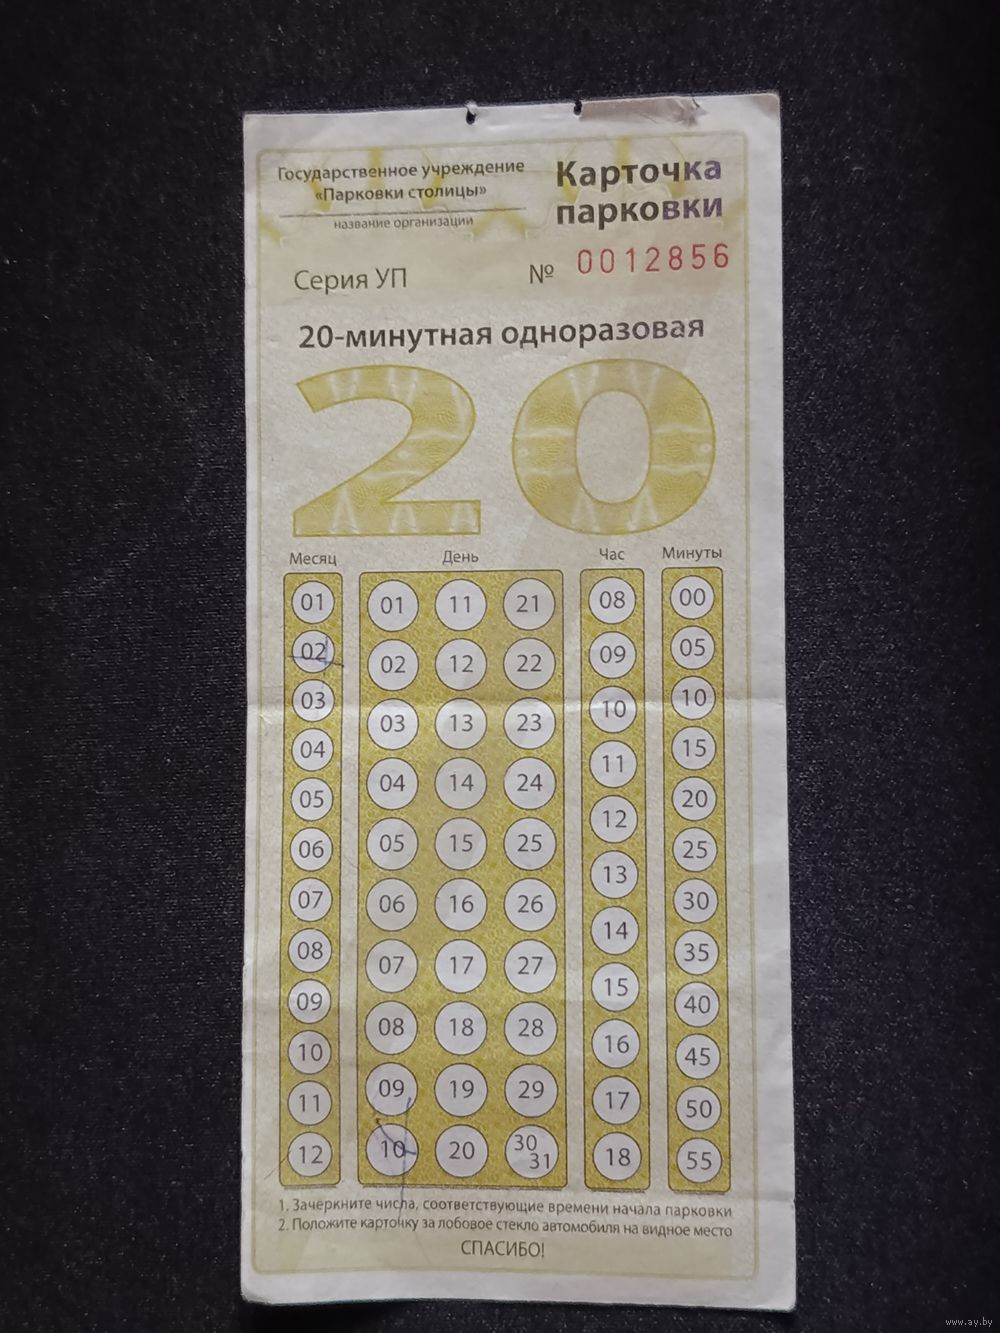 Государственное учреждение
«Парковки столицы»
название организации
Карточка
парковки
Серия УП № 0012856
20-минутная одноразовая
20
Месяц День Час Минуты
01 01 11 21 08 00
02 02 12 22 09 05
03 03 13 23 10 10
04 04 14 24 11 15
05 05 15 25 12 20
06 06 16 26 13 25
07 07 17 27 14 30
08 08 18 28 15 35
09 09 19 29 16 40
10 10 20 30 31 17 45
11 18 50
12 55
1. Зачеркните числа, соответствующие времени начала парковки
2. Положите карточку за лобовое стекло автомобиля на видное место
СПАСИБО!
www.ay.by